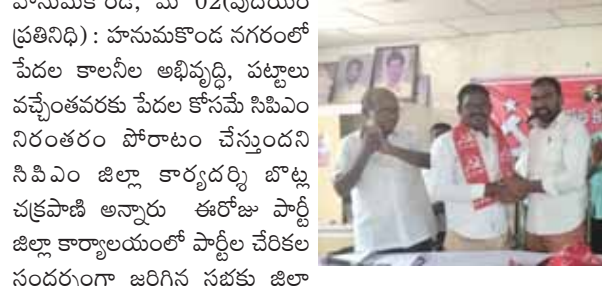 హనుమకొండ, మే 02(హృదయం
ప్రతినిధి) : హనుమకొండ నగరంలో
పేదల కాలనీల అభివృద్ధి, పట్టాలు
వచ్చేంతవరకు పేదల కోసమే సిపిఎం
నిరంతరం పోరాటం చేస్తుందని
సిపిఎం జిల్లా కార్యదర్శి బొట్ల
చక్రపాణి అన్నారు ఈరోజు పార్టీ
జిల్లా కార్యాలయంలో పార్టీల చేరికల
సందర్భంగా జరిగిన సభకు జిల్లా